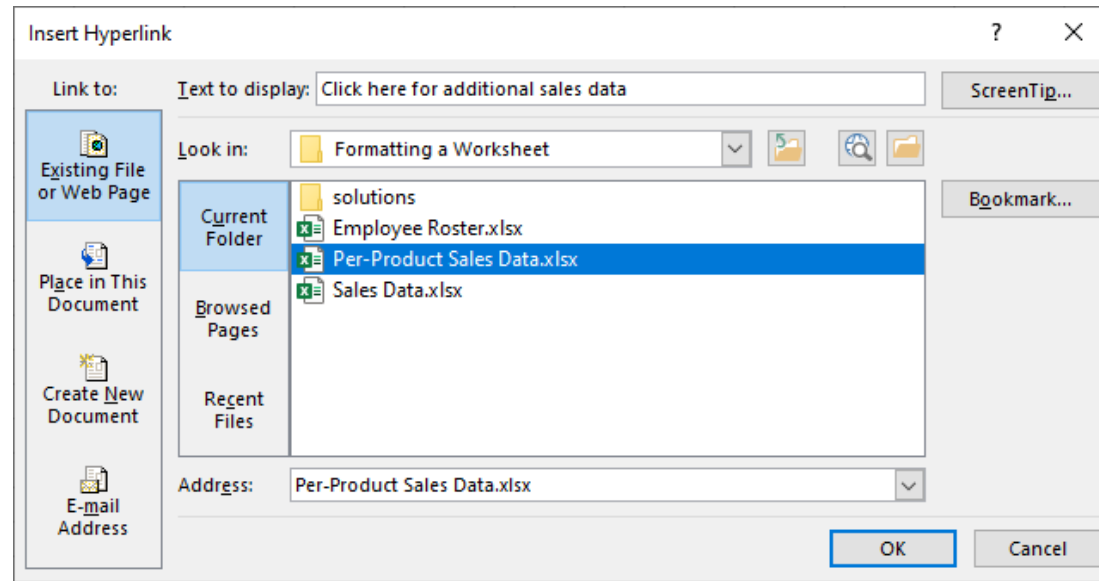 Insert Hyperlink
Link to:
Text to display: Click here for additional sales data
ScreenTip...
Existing File
or Web Page
Look in: Formatting a Worksheet
Current
Folder
solutions
Employee Roster.xlsx
Per-Product Sales Data.xlsx
Sales Data.xlsx
Bookmark...
Place in This
Document
Browsed
Pages
Create New
Document
Recent
Files
E-mail
Address
Address: Per-Product Sales Data.xlsx
OK
Cancel